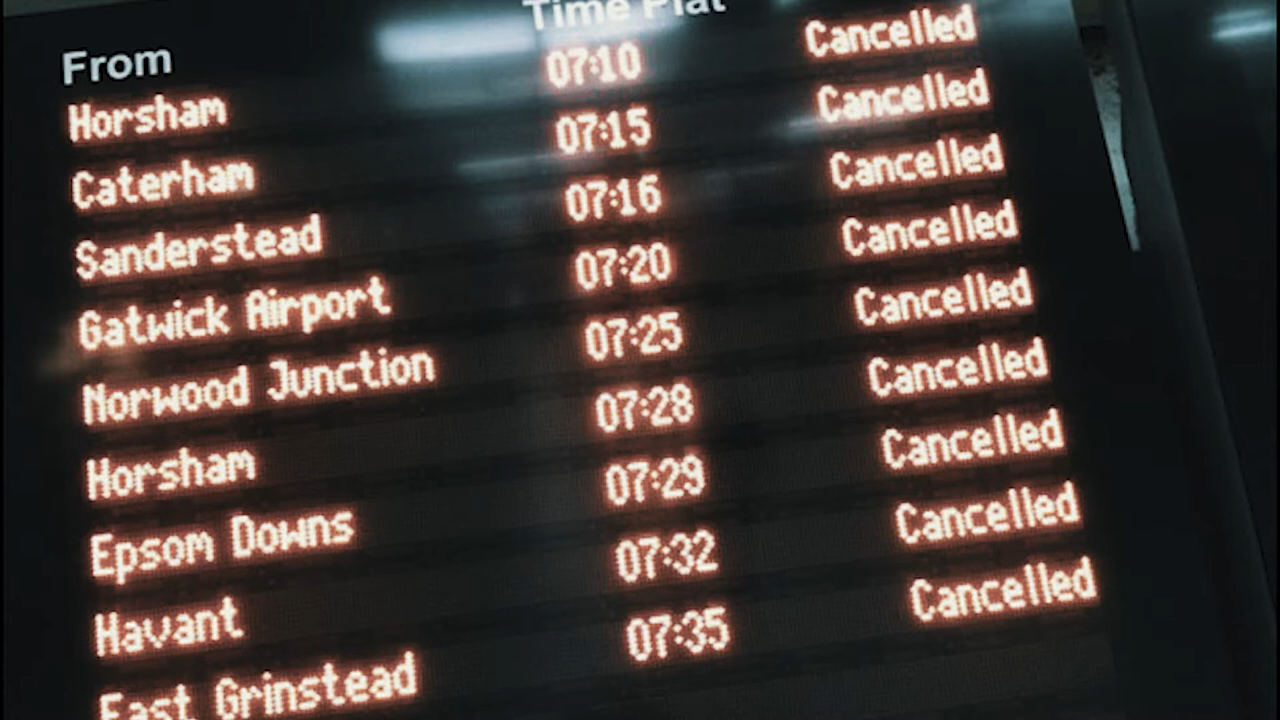 From Time Plat
Horsham 07:10 Cancelled
Caterham 07:15 Cancelled
Sanderstead 07:16 Cancelled
Gatwick Airport 07:20 Cancelled
Norwood Junction 07:25 Cancelled
Horsham 07:28 Cancelled
Epsom Downs 07:29 Cancelled
Havant 07:32 Cancelled
East Grinstead 07:35 Cancelled